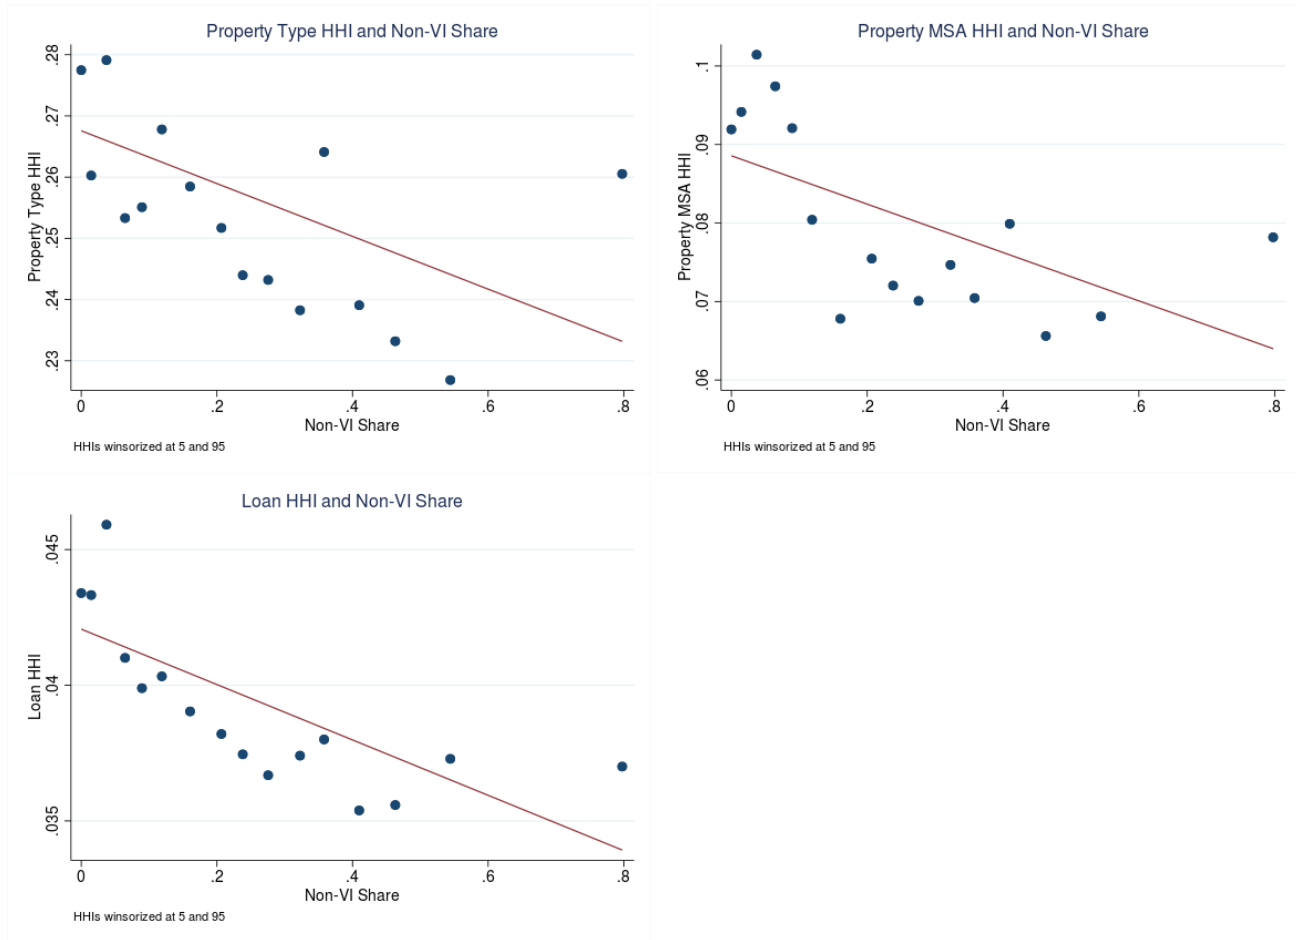 Property Type HHI and Non-VI Share
.28
.27
.26
.25
.24
.23
Property Type HHI
0 .2 .4 .6 .8
Non-VI Share
HHIs winsorized at 5 and 95
Property MSA HHI and Non-VI Share
.1
.09
.08
.07
.06
Property MSA HHI
0 .2 .4 .6 .8
Non-VI Share
HHIs winsorized at 5 and 95
Loan HHI and Non-VI Share
.045
.04
.035
Loan HHI
0 .2 .4 .6 .8
Non-VI Share
HHIs winsorized at 5 and 95